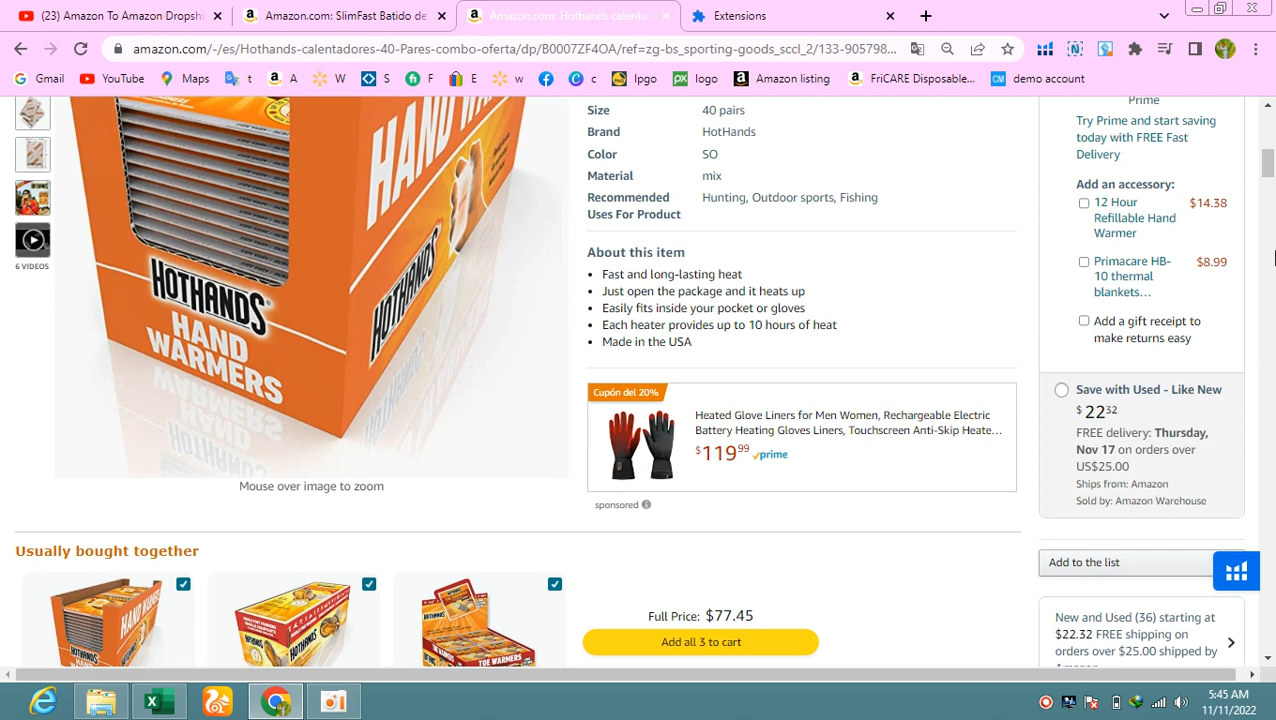 (23) Amazon To Amazon Dropshi
Amazon.com: SlimFast Batido de
Amazon.com: Hothands calenta
Extensions
amazon.com/-/es/Hothands-calentadores-40-Pares-combo-oferta/dp/B0007ZF4OA/ref=zg-bs_sporting-goods_sccl_2/133-905798...
Gmail
YouTube
Maps
t
A
W
S
F
E
w
c
lpgo
logo
Amazon listing
FriCARE Disposable...
demo account
6 VIDEOS
HAND WA
HOTHANDS
HAND
WARMERS
HOTHANDS
Mouse over image to zoom
Size 40 pairs
Brand HotHands
Color SO
Material mix
Recommended Hunting, Outdoor sports, Fishing
Uses For Product
About this item
• Fast and long-lasting heat
• Just open the package and it heats up
• Easily fits inside your pocket or gloves
• Each heater provides up to 10 hours of heat
• Made in the USA
Cupón del 20%
Heated Glove Liners for Men Women, Rechargeable Electric
Battery Heating Gloves Liners, Touchscreen Anti-Skip Heate...
$119⁹⁹ prime
sponsored
Prime
Try Prime and start saving
today with FREE Fast
Delivery
Add an accessory:
12 Hour $14.38
Refillable Hand
Warmer
Primacare HB- $8.99
10 thermal
blankets...
Add a gift receipt to
make returns easy
Save with Used - Like New
$22³²
FREE delivery: Thursday,
Nov 17 on orders over
US$25.00
Ships from: Amazon
Sold by: Amazon Warehouse
Add to the list
New and Used (36) starting at
$22.32 FREE shipping on
orders over $25.00 shipped by
Amazon
Usually bought together
HAND WARMERS
HOTHANDS
TOE WARMERS
Full Price: $77.45
Add all 3 to cart
5:45 AM
11/11/2022